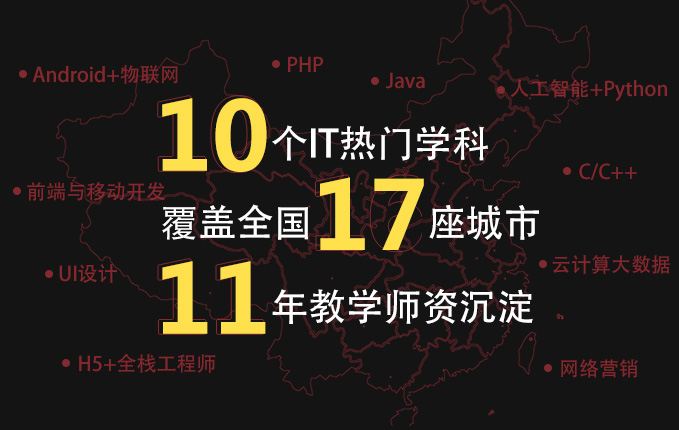 PHP
Android+物联网
Java
人工智能+Python
10个IT热门学科
C/C++
前端与移动开发
覆盖全国17座城市
UI设计
云计算大数据
11年教学师资沉淀
H5+全栈工程师
网络营销